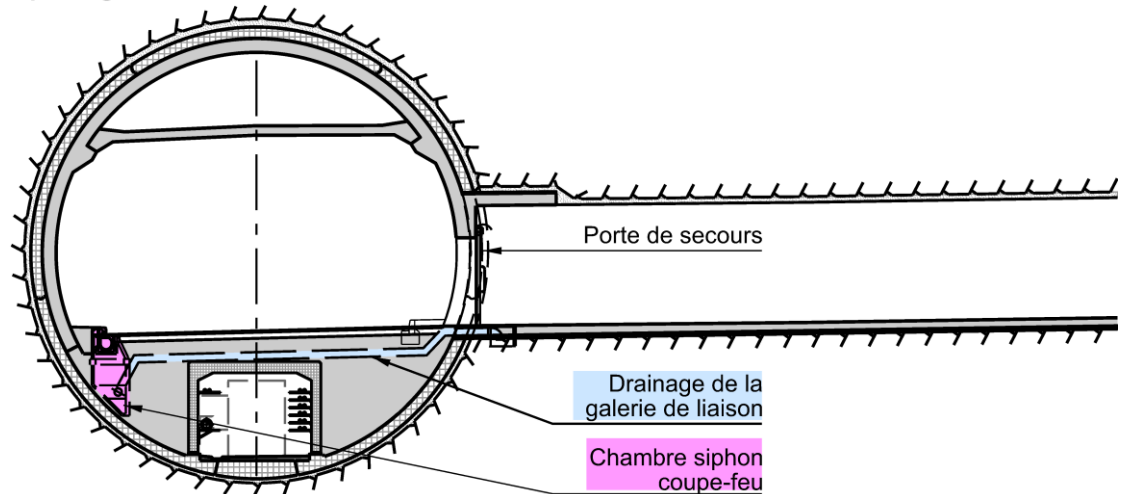 Porte de secours
Drainage de la
galerie de liaison
Chambre siphon
coupe-feu